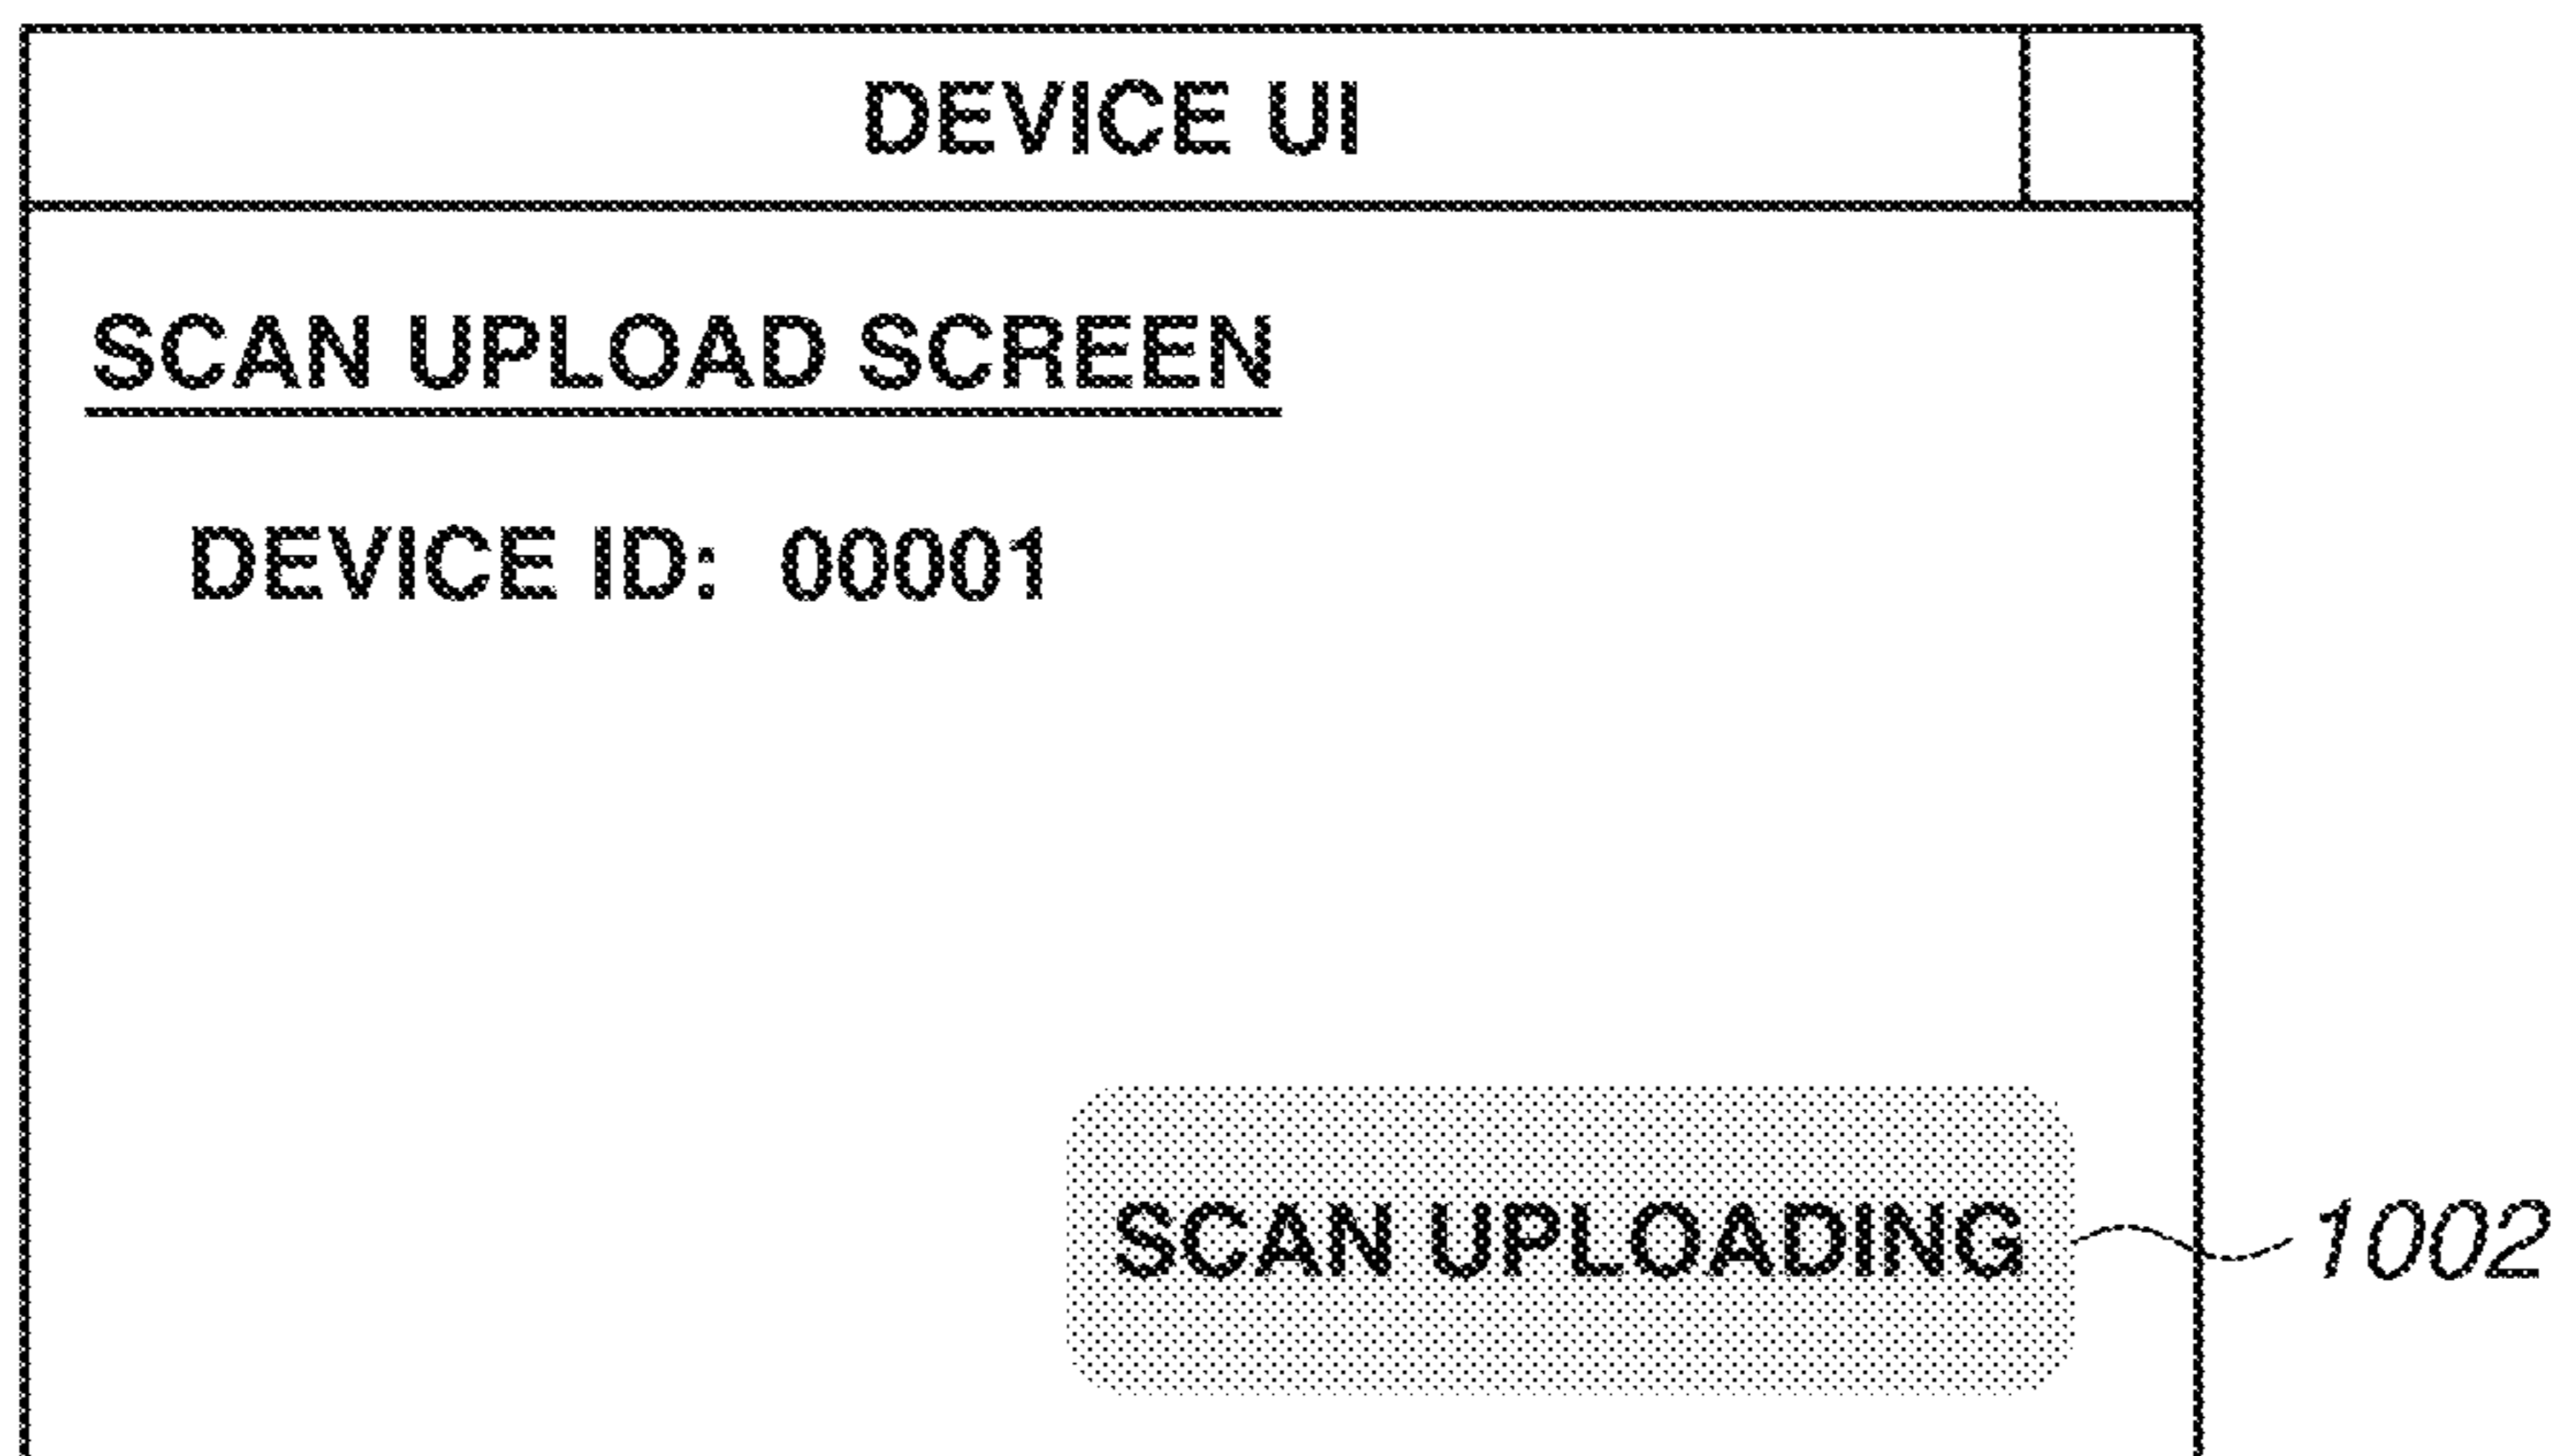 DEVICE UI
SCAN UPLOAD SCREEN
DEVICE ID: 00001
SCAN UPLOADING
1002